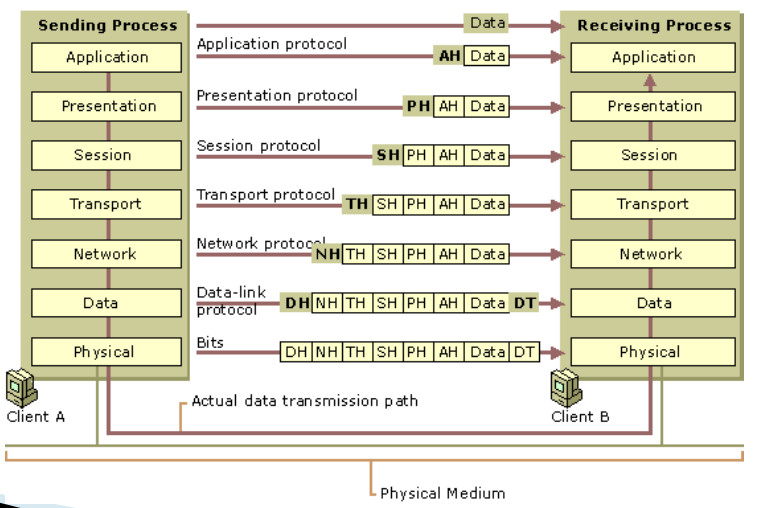 Sending Process
Data
Receiving Process
Application
Application protocol
AH Data
Application
Presentation
Presentation protocol
PH AH Data
Presentation
Session
Session protocol
SH PH AH Data
Session
Transport
Transport protocol
TH SH PH AH Data
Transport
Network
Network protocol
NH TH SH PH AH Data
Network
Data
Data-link
protocol
DH NH TH SH PH AH Data DT
Data
Physical
Bits
DH NH TH SH PH AH Data DT
Physical
Client A
Actual data transmission path
Client B
Physical Medium